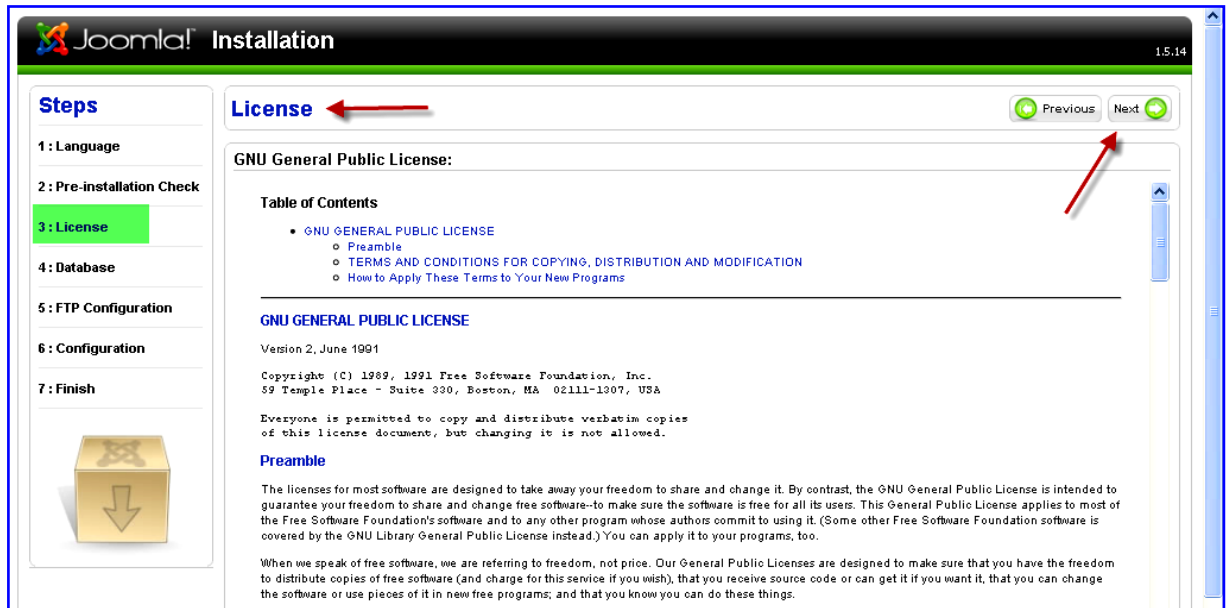 Joomla! Installation
1.5.14
Steps
1 : Language
2 : Pre-installation Check
3 : License
4 : Database
5 : FTP Configuration
6 : Configuration
7 : Finish
License
Previous Next
GNU General Public License:
Table of Contents
GNU GENERAL PUBLIC LICENSE
Preamble
TERMS AND CONDITIONS FOR COPYING, DISTRIBUTION AND MODIFICATION
How to Apply These Terms to Your New Programs
GNU GENERAL PUBLIC LICENSE
Version 2, June 1991
Copyright (C) 1989, 1991 Free Software Foundation, Inc.
59 Temple Place - Suite 330, Boston, MA 02111-1307, USA
Everyone is permitted to copy and distribute verbatim copies
of this license document, but changing it is not allowed.
Preamble
The licenses for most software are designed to take away your freedom to share and change it. By contrast, the GNU General Public License is intended to
guarantee your freedom to share and change free software--to make sure the software is free for all its users. This General Public License applies to most of
the Free Software Foundation's software and to any other program whose authors commit to using it. (Some other Free Software Foundation software is
covered by the GNU Library General Public License instead.) You can apply it to your programs, too.
When we speak of free software, we are referring to freedom, not price. Our General Public Licenses are designed to make sure that you have the freedom
to distribute copies of free software (and charge for this service if you wish), that you receive source code or can get it if you want it, that you can change
the software or use pieces of it in new free programs; and that you know you can do these things.